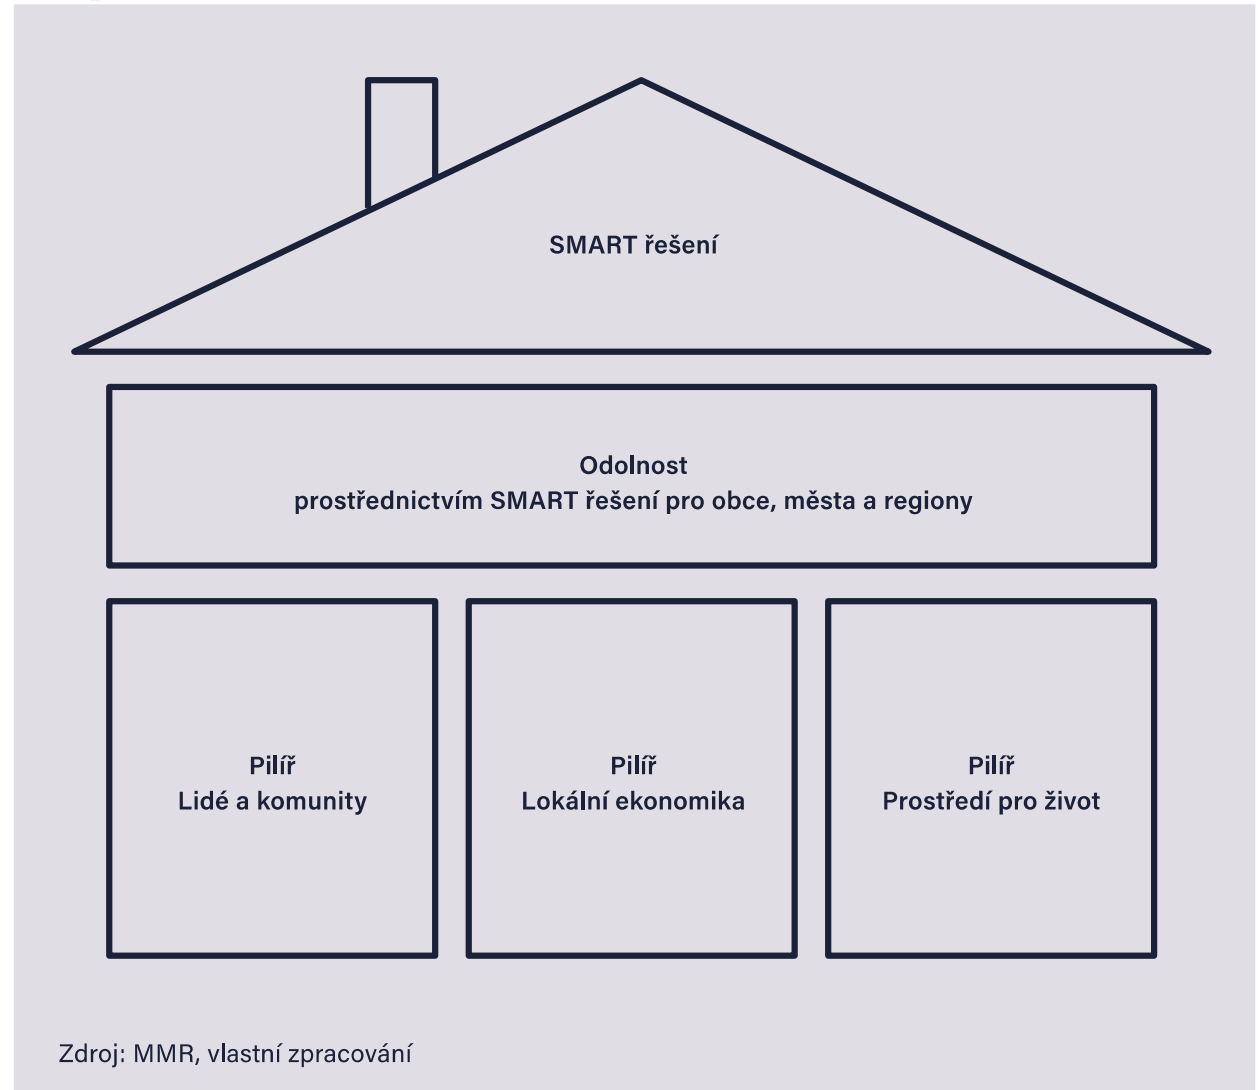 SMART řešení
Odolnost
prostřednictvím SMART řešení pro obce, města a regiony
Pilíř
Lidé a komunity
Pilíř
Lokální ekonomika
Pilíř
Prostředí pro život
Zdroj: MMR, vlastní zpracování